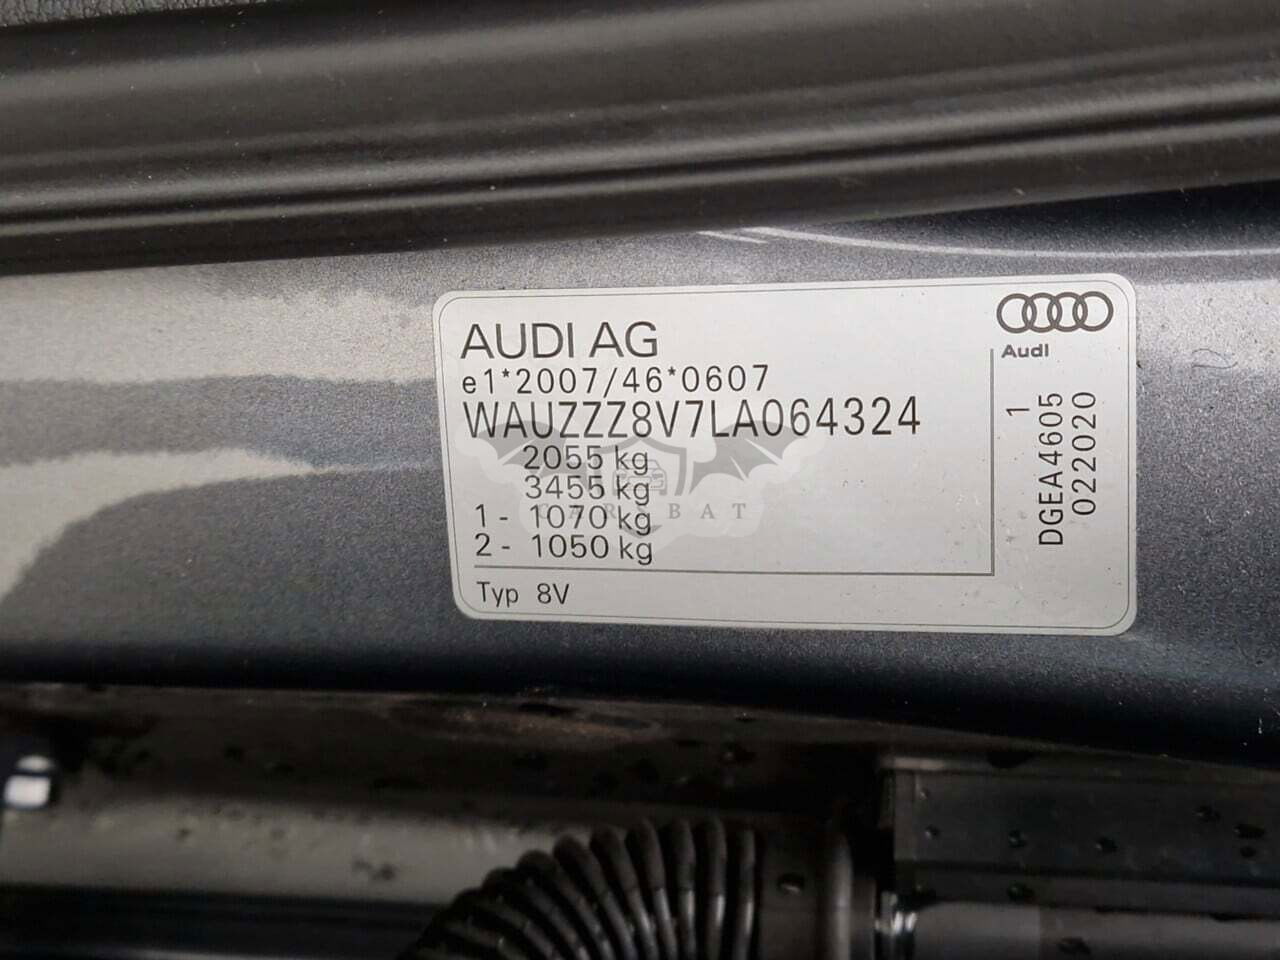 AUDI AG
e1*2007/46*0607
WAUZZZ8V7LA064324
2055 kg
3455 kg
1 - 1070 kg
2 - 1050 kg
Typ 8V
Audi
1
DGEA4605
022020
CARSBAT